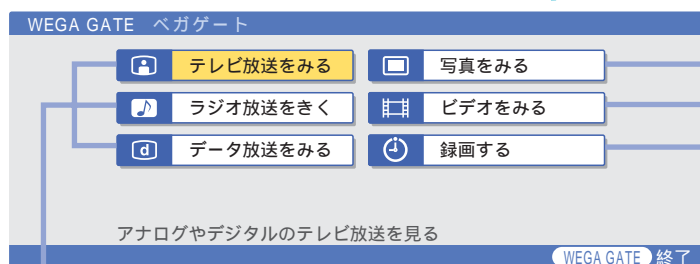 WEGA GATE ベガゲート
テレビ放送をみる 写真をみる
ラジオ放送をきく ビデオをみる
d データ放送をみる 録画する
アナログやデジタルのテレビ放送を見る
WEGA GATE 終了